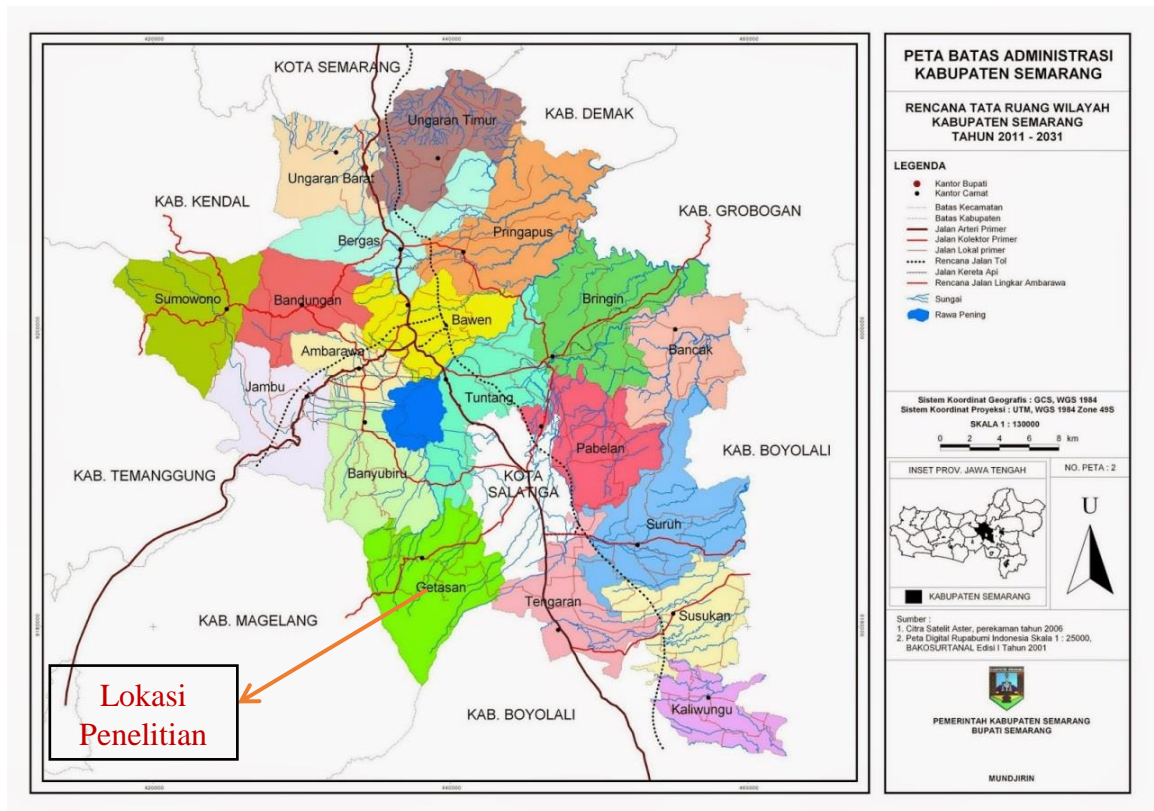 420000
440000
460000
KOTA SEMARANG
KAB. DEMAK
Ungaran Timur
Ungaran Barat
KAB. KENDAL
KAB. GROBOGAN
Bergas
Pringapus
Sumowono
Bandungan
Bringin
Bawen
Ambarawa
Bancak
Jambu
Tuntang
Pabelan
KAB. BOYOLALI
KAB. TEMANGGUNG
Banyubiru
KOTA
SALATIGA
Suruh
Getasan
Tengaran
KAB. MAGELANG
Susukan
Lokasi
Penelitian
KAB. BOYOLALI
Kaliwungu
420000
440000
460000
PETA BATAS ADMINISTRASI
KABUPATEN SEMARANG
RENCANA TATA RUANG WILAYAH
KABUPATEN SEMARANG
TAHUN 2011 - 2031
LEGENDA
Kantor Bupati
Kantor Camat
Batas Kecamatan
Batas Kabupaten
Jalan Arteri Primer
Jalan Kolektor Primer
Jalan Lokal primer
Rencana Jalan Tol
Jalan Kereta Api
Rencana Jalan Lingkar Ambarawa
Sungai
Rawa Pening
Sistem Koordinat Geografis : GCS, WGS 1984
Sistem Koordinat Proyeksi : UTM, WGS 1984 Zone 49S
SKALA 1 : 130000
0 2 4 6 8 km
INSET PROV. JAWA TENGAH
NO. PETA : 2
U
KABUPATEN SEMARANG
Sumber :
1. Citra Satelit Aster, perekaman tahun 2006
2. Peta Digital Rupabumi Indonesia Skala 1 : 25000,
BAKOSURTANAL Edisi I Tahun 2001
PEMERINTAH KABUPATEN SEMARANG
BUPATI SEMARANG
MUNDJIRIN